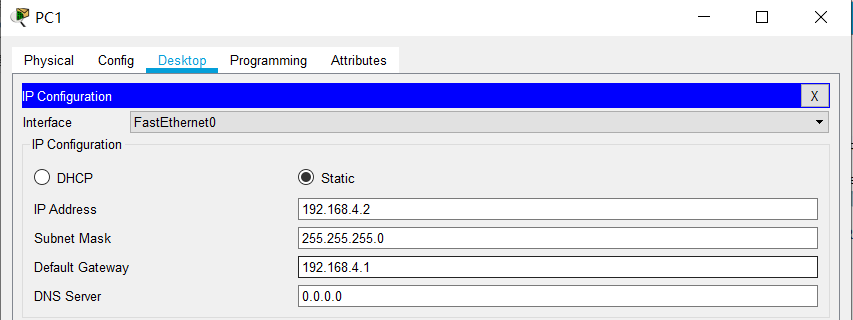 PC1
Physical Config Desktop Programming Attributes
IP Configuration X
Interface FastEthernet0
IP Configuration
DHCP Static
IP Address 192.168.4.2
Subnet Mask 255.255.255.0
Default Gateway 192.168.4.1
DNS Server 0.0.0.0